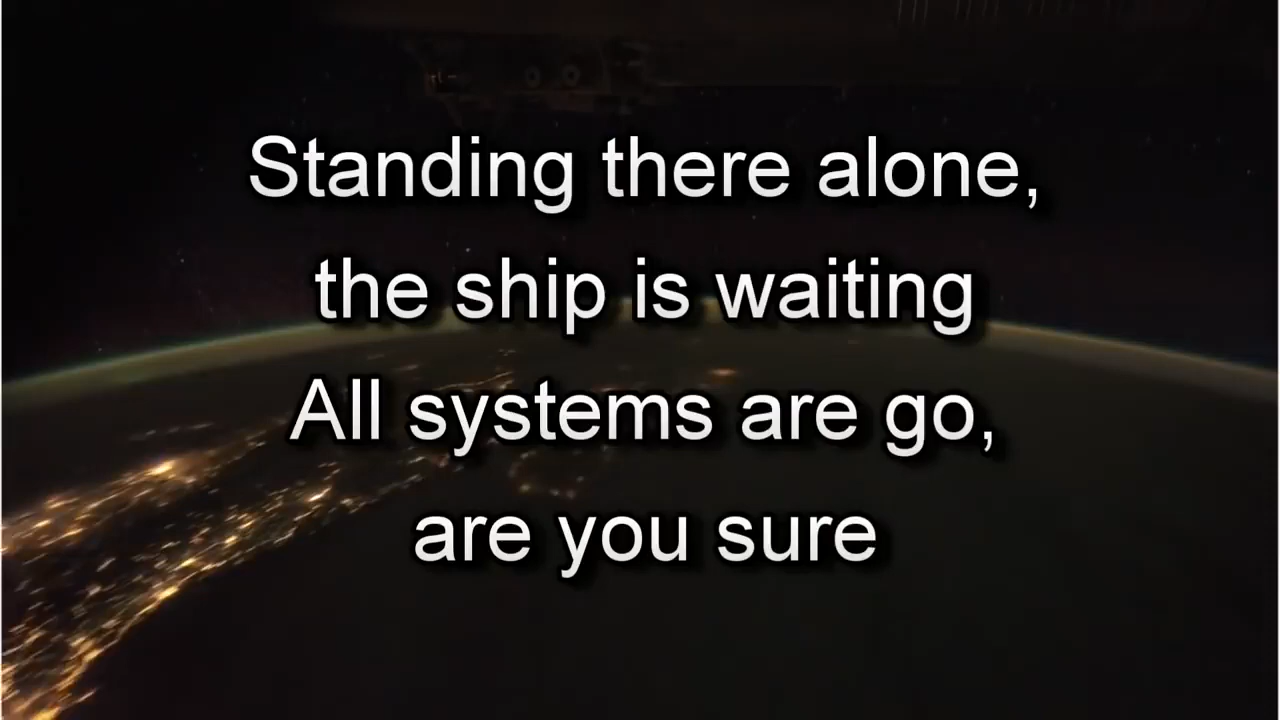 Standing there alone,
the ship is waiting
All systems are go,
are you sure